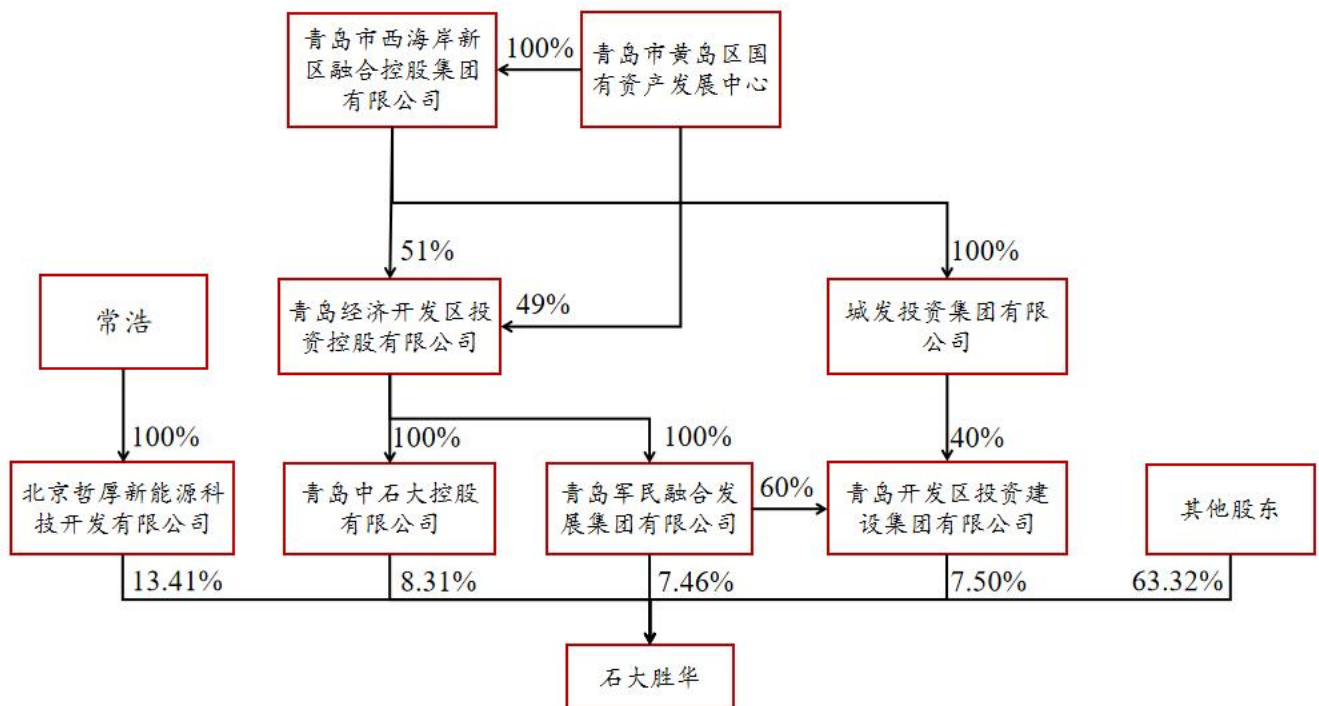 青岛市西海岸新
区融合控股集团
有限公司
100%
青岛市黄岛区国
有资产发展中心
51%
100%
常浩
青岛经济开发区投
资控股有限公司
49%
城发投资集团有限
公司
100%
100%
100%
40%
北京哲厚新能源科
技开发有限公司
青岛中石大控股
有限公司
青岛军民融合发
展集团有限公司
60%
青岛开发区投资建
设集团有限公司
其他股东
13.41%
8.31%
7.46%
7.50%
63.32%
石大胜华